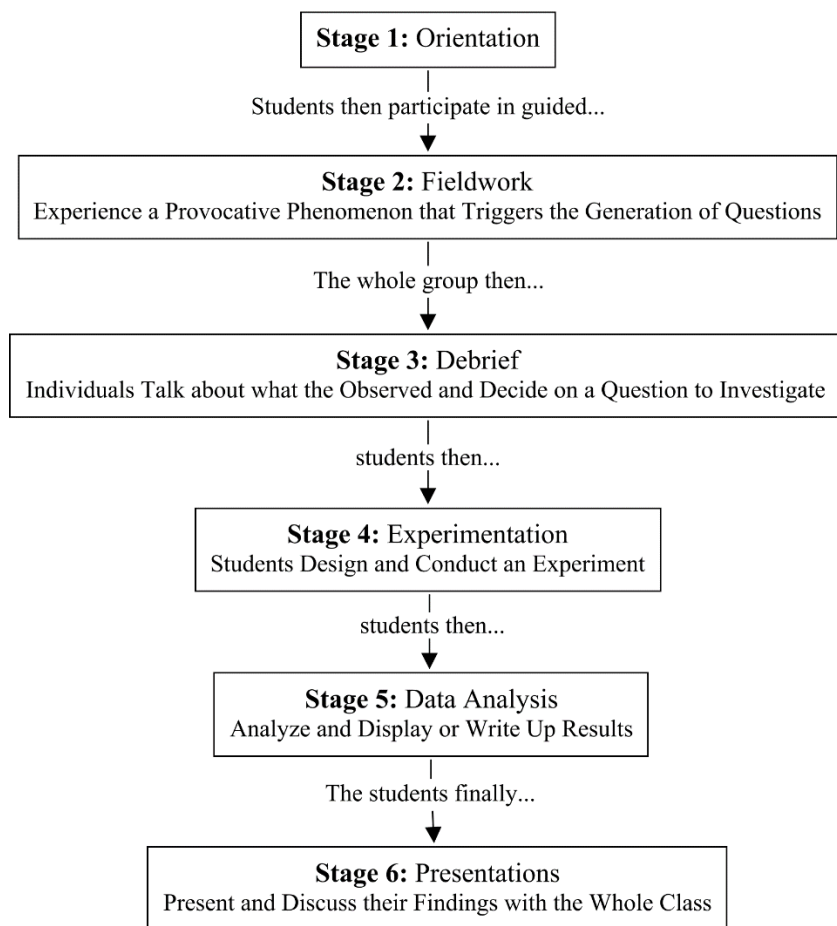 Stage 1: Orientation
Students then participate in guided...
Stage 2: Fieldwork
Experience a Provocative Phenomenon that Triggers the Generation of Questions
The whole group then...
Stage 3: Debrief
Individuals Talk about what the Observed and Decide on a Question to Investigate
students then...
Stage 4: Experimentation
Students Design and Conduct an Experiment
students then...
Stage 5: Data Analysis
Analyze and Display or Write Up Results
The students finally...
Stage 6: Presentations
Present and Discuss their Findings with the Whole Class